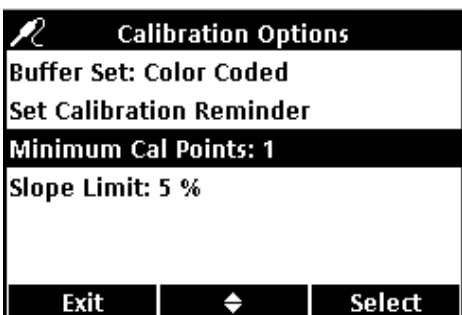 Calibration Options
Buffer Set: Color Coded
Set Calibration Reminder
Minimum Cal Points: 1
Slope Limit: 5 %
Exit
Select